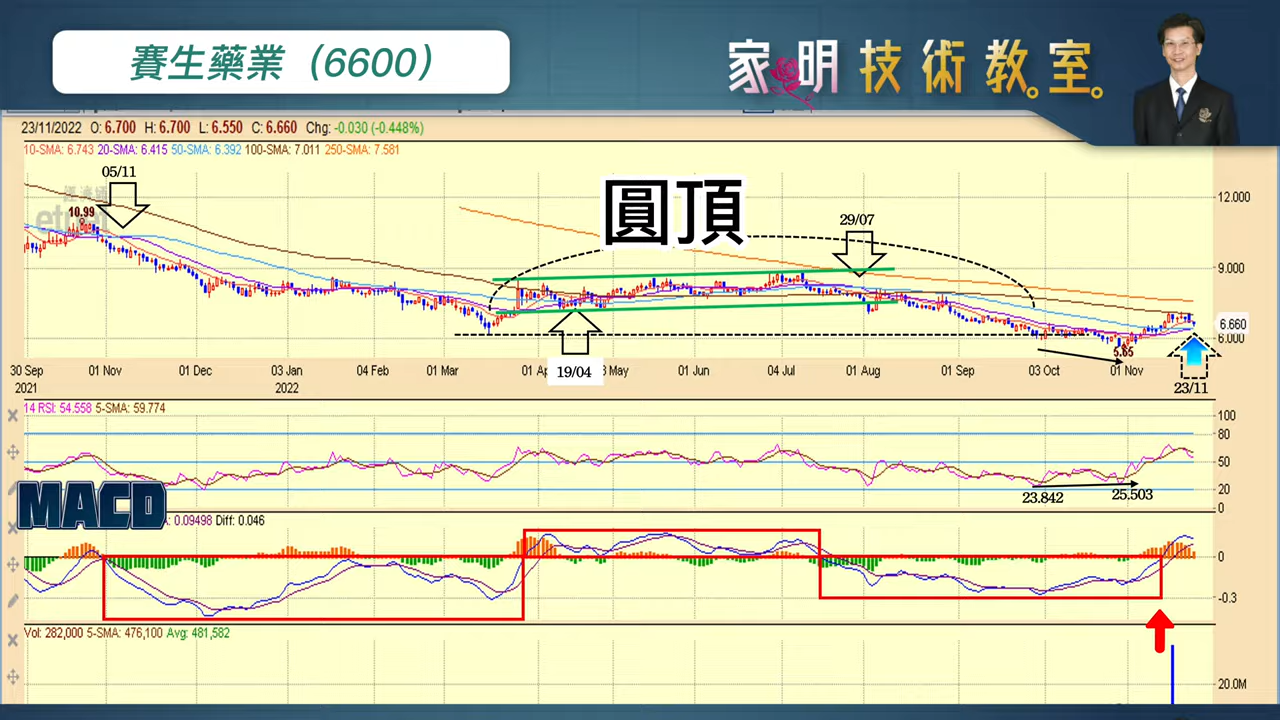 賽生藥業（6600）
家明技術教室。
23/11/2022 O: 6.700 H: 6.700 L: 6.550 C: 6.660 Chg: -0.030 (-0.448%)
10-SMA: 6.743 20-SMA: 6.415 50-SMA: 6.392 100-SMA: 7.011 250-SMA: 7.581
05/11
圓頂
12.000
10.99
29/07
9.000
6.660
6.000
5.65
30 Sep 01 Nov 01 Dec 03 Jan 04 Feb 01 Mar 01 Ap 19/04 May 01 Jun 04 Jul 01 Aug 01 Sep 03 Oct 01 Nov
2021 2022 23/11
14 RSI: 54.558 5-SMA: 59.774
100
80
50
20
23.842 25.503
0
MACD
0.09498 Diff: 0.046
0
-0.3
Vol: 282,000 5-SMA: 476,100 Avg: 481,582
20.0M